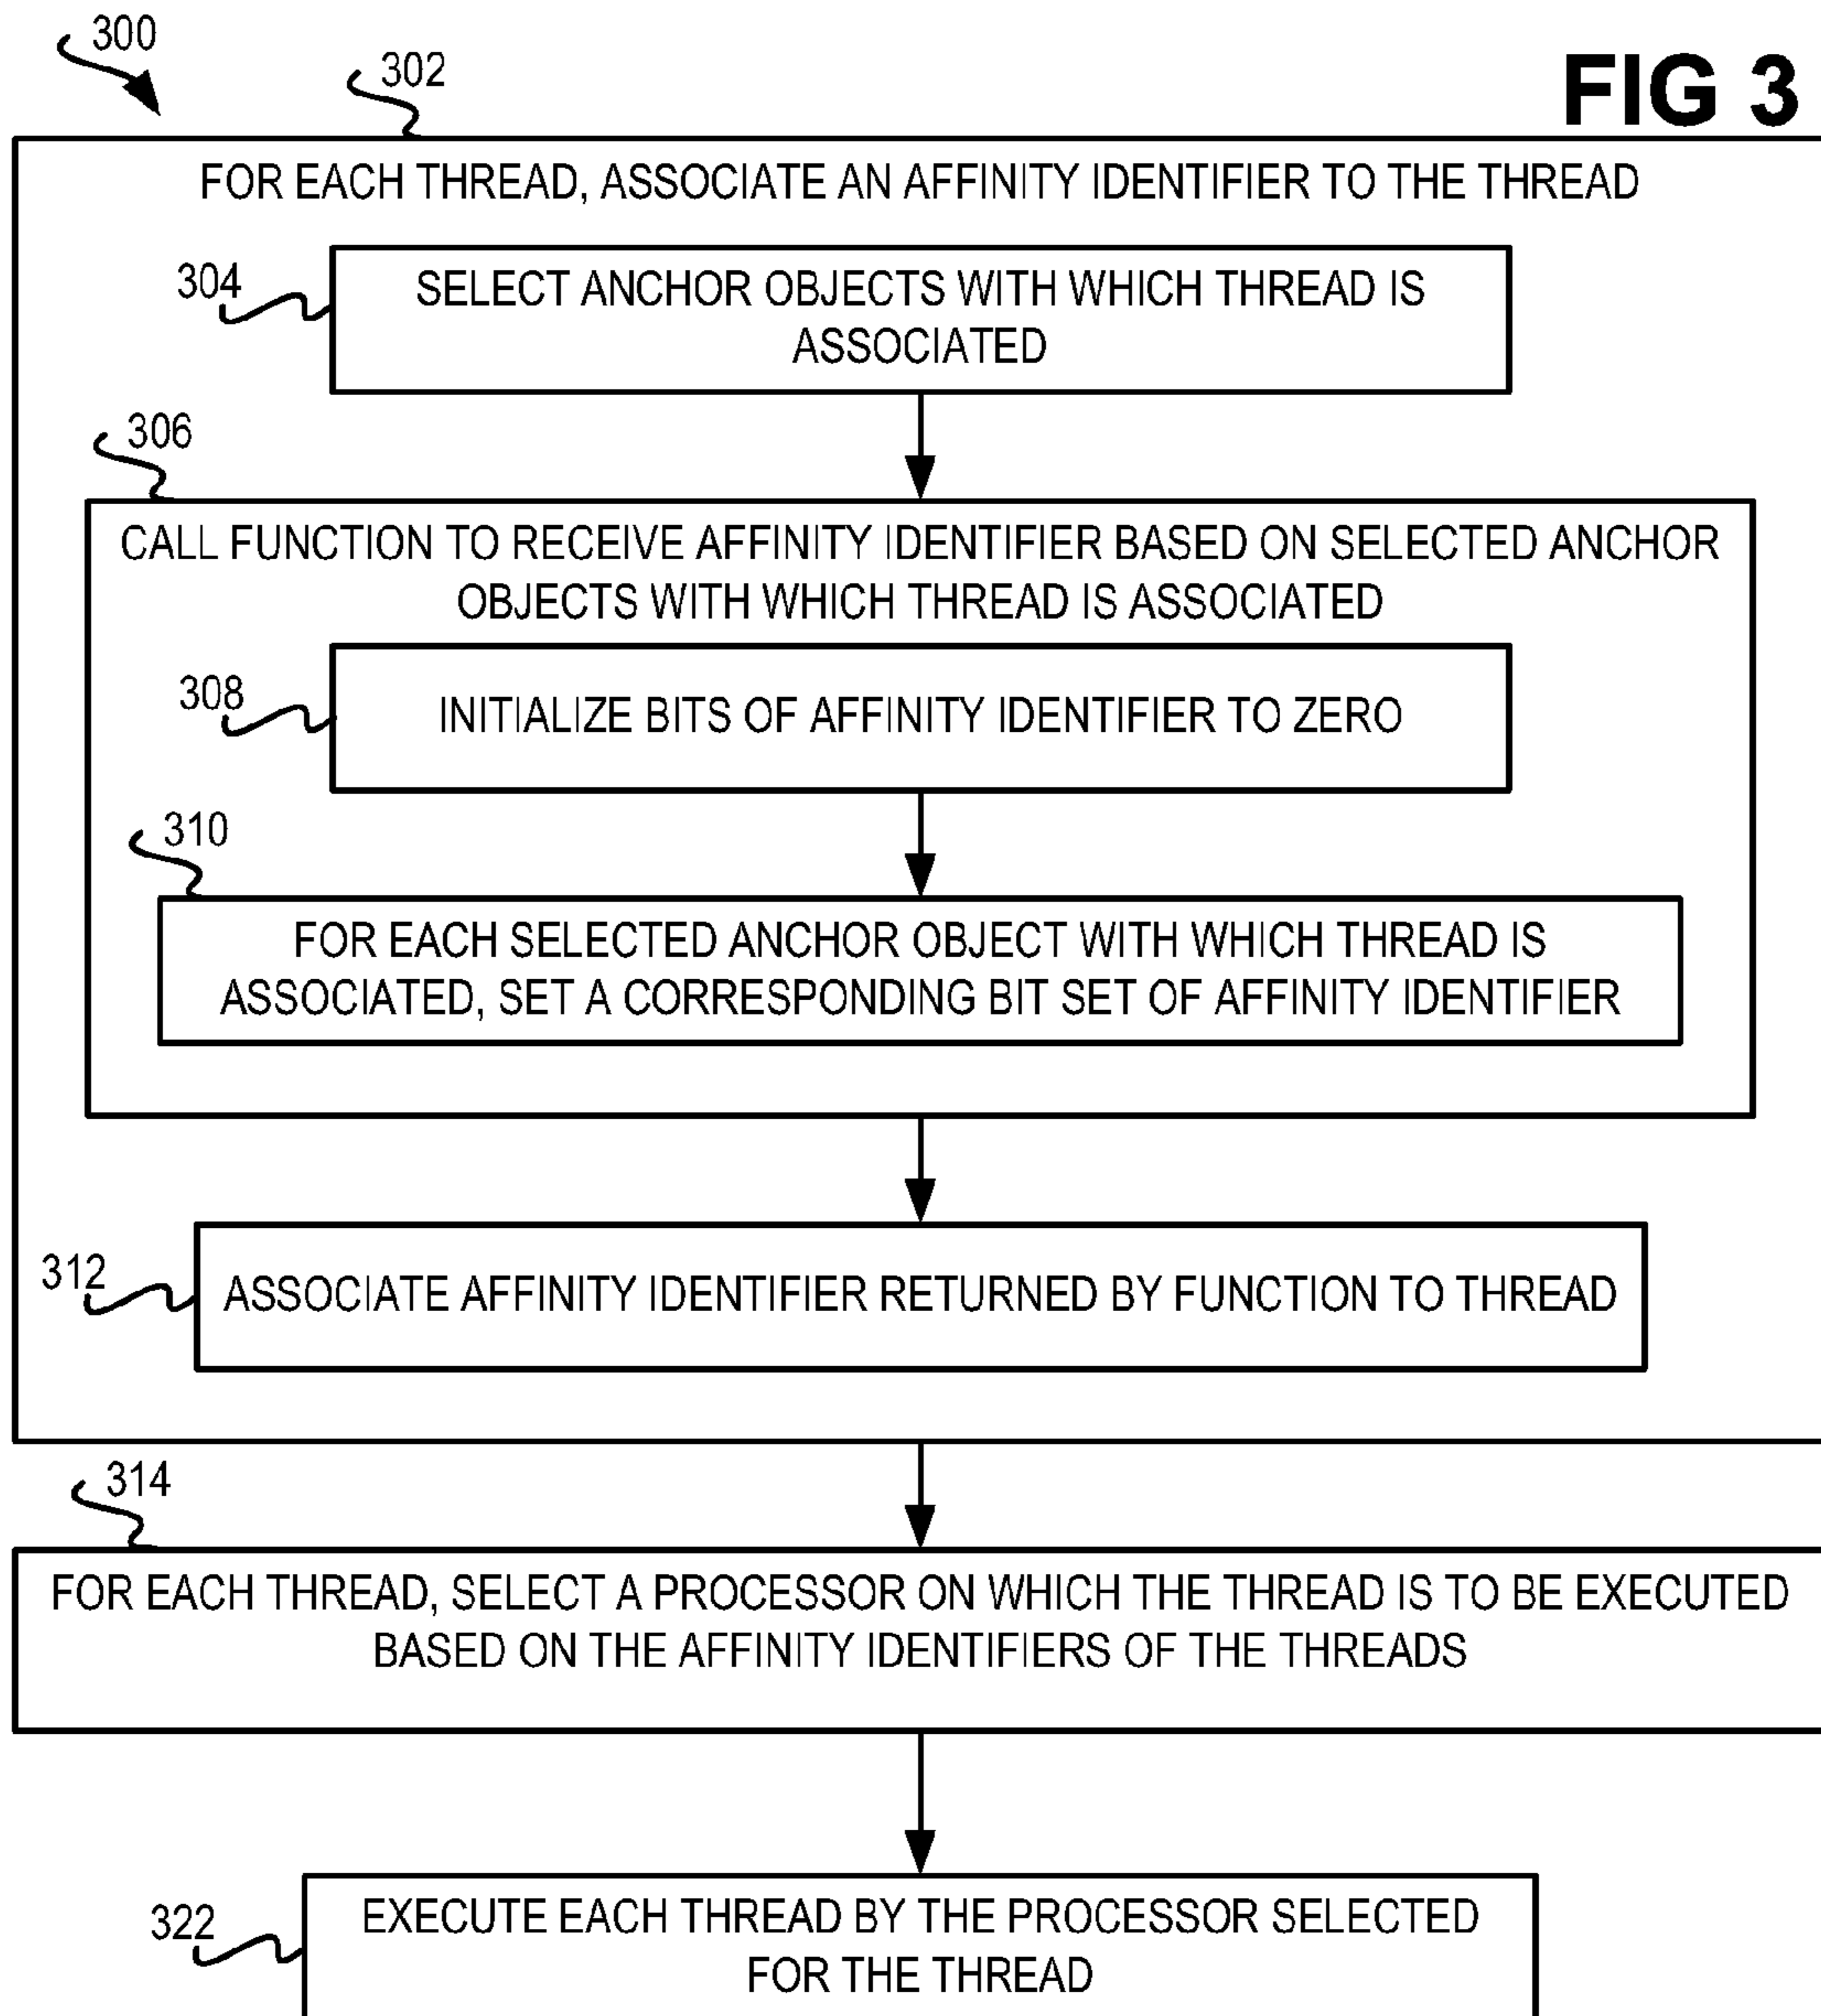 300
302
FIG 3
FOR EACH THREAD, ASSOCIATE AN AFFINITY IDENTIFIER TO THE THREAD
304
SELECT ANCHOR OBJECTS WITH WHICH THREAD IS
ASSOCIATED
306
CALL FUNCTION TO RECEIVE AFFINITY IDENTIFIER BASED ON SELECTED ANCHOR
OBJECTS WITH WHICH THREAD IS ASSOCIATED
308
INITIALIZE BITS OF AFFINITY IDENTIFIER TO ZERO
310
FOR EACH SELECTED ANCHOR OBJECT WITH WHICH THREAD IS
ASSOCIATED, SET A CORRESPONDING BIT SET OF AFFINITY IDENTIFIER
312
ASSOCIATE AFFINITY IDENTIFIER RETURNED BY FUNCTION TO THREAD
314
FOR EACH THREAD, SELECT A PROCESSOR ON WHICH THE THREAD IS TO BE EXECUTED
BASED ON THE AFFINITY IDENTIFIERS OF THE THREADS
322
EXECUTE EACH THREAD BY THE PROCESSOR SELECTED
FOR THE THREAD